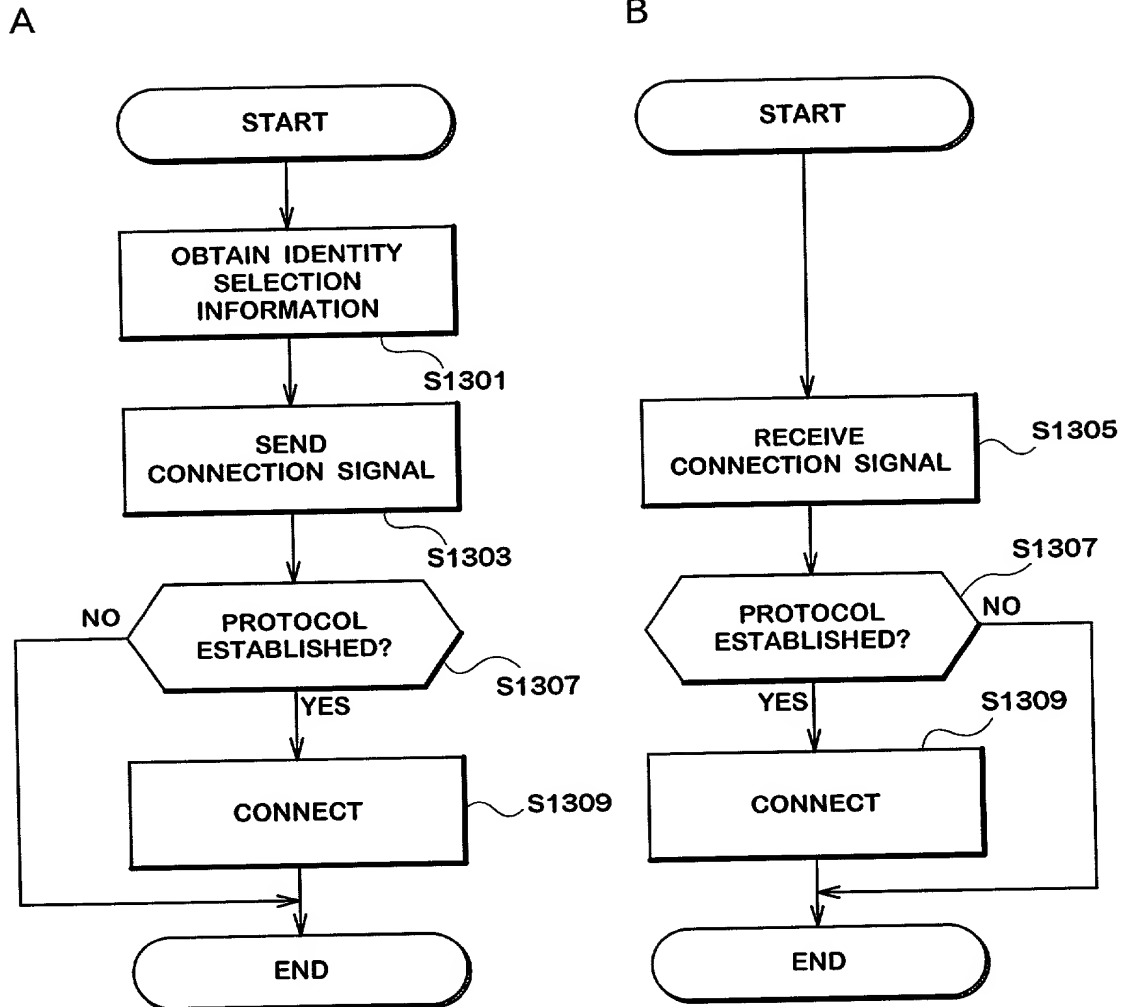 A
START
OBTAIN IDENTITY
SELECTION
INFORMATION
S1301
SEND
CONNECTION SIGNAL
S1303
PROTOCOL
ESTABLISHED?
NO
S1307
YES
CONNECT
S1309
END
B
START
RECEIVE
CONNECTION SIGNAL
S1305
S1307
PROTOCOL
ESTABLISHED?
NO
YES
S1309
CONNECT
END